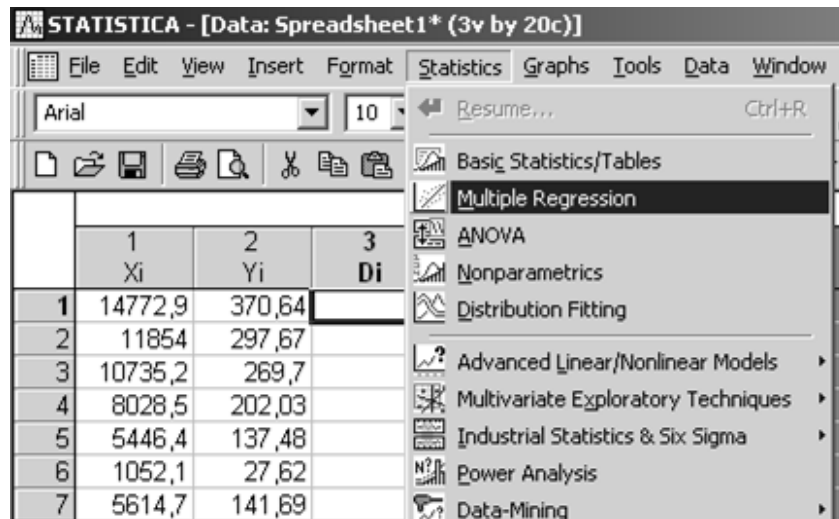 STATISTICA - [Data: Spreadsheet1* (3v by 20c)]
File Edit View Insert Format Statistics Graphs Tools Data Window
Arial 10
Resume... Ctrl+R
Basic Statistics/Tables
Multiple Regression
ANOVA
Nonparametrics
Distribution Fitting
Advanced Linear/Nonlinear Models
Multivariate Exploratory Techniques
Industrial Statistics & Six Sigma
Power Analysis
Data-Mining
1 2 3
Xi Yi Di
1 14772,9 370,64
2 11854 297,67
3 10735,2 269,7
4 8028,5 202,03
5 5446,4 137,48
6 1052,1 27,62
7 5614,7 141,69